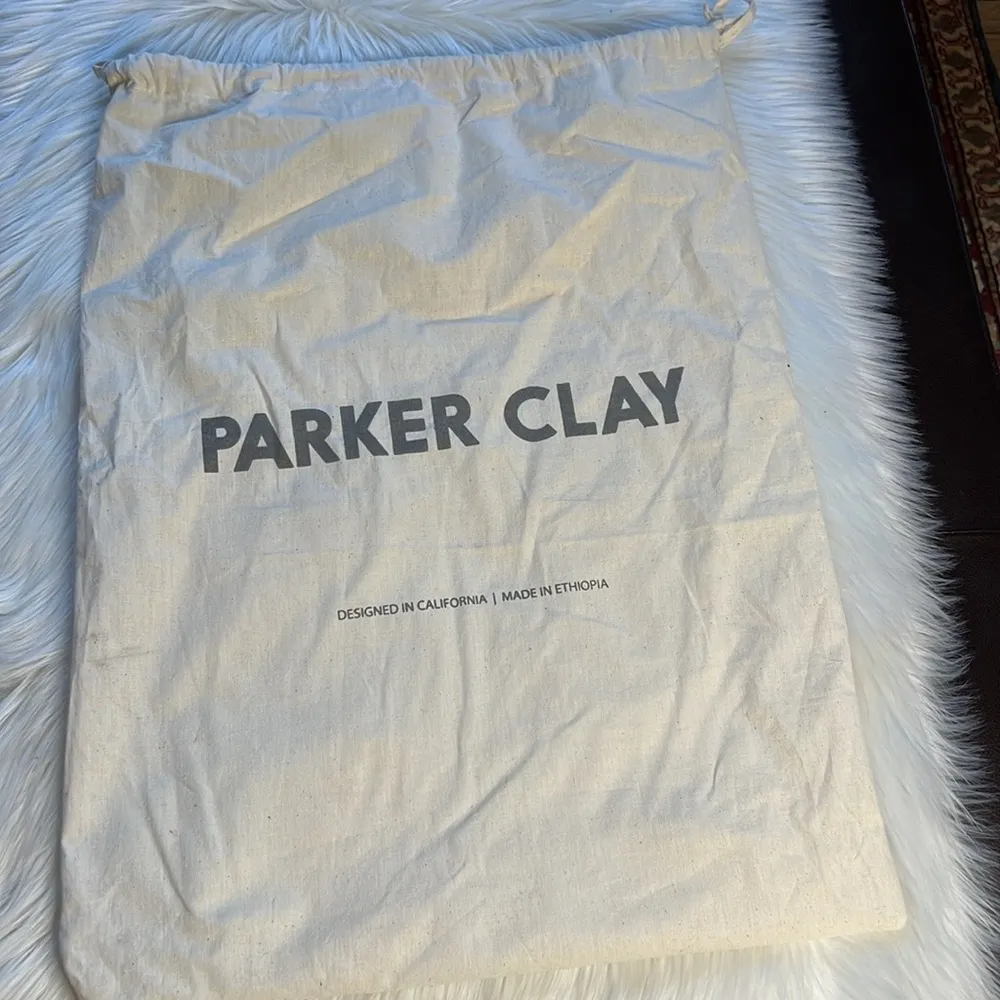 PARKER CLAY
DESIGNED IN CALIFORNIA | MADE IN ETHIOPIA